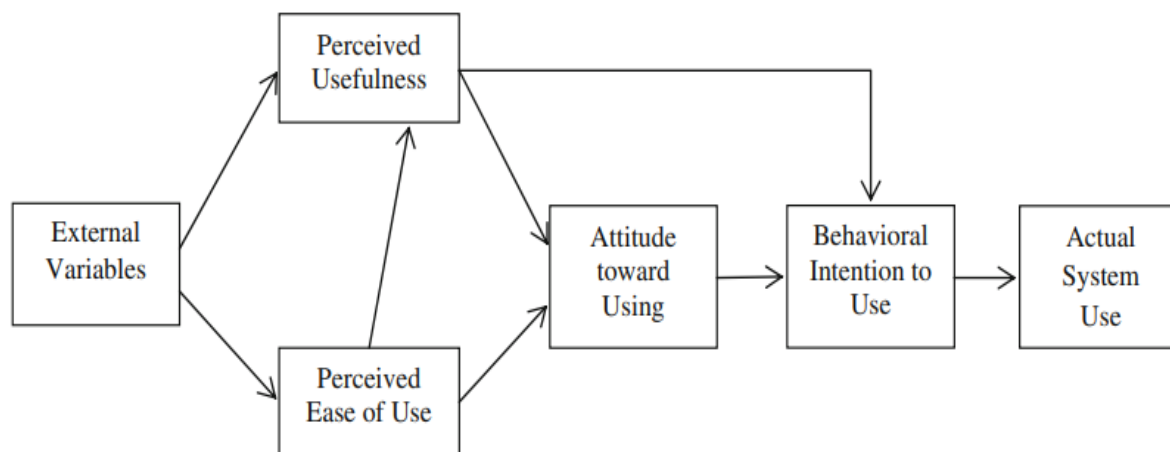 Perceived
Usefulness
External
Variables
Attitude
toward
Using
Behavioral
Intention to
Use
Actual
System
Use
Perceived
Ease of Use